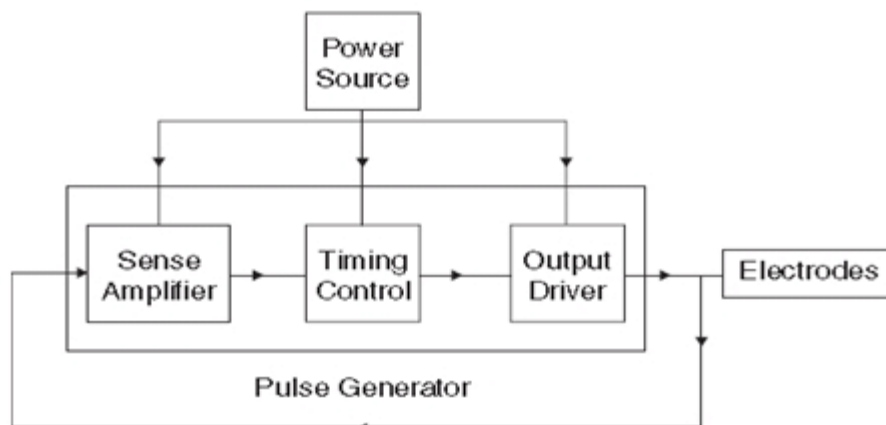 Power
Source
Sense
Amplifier
Timing
Control
Output
Driver
Electrodes
Pulse Generator